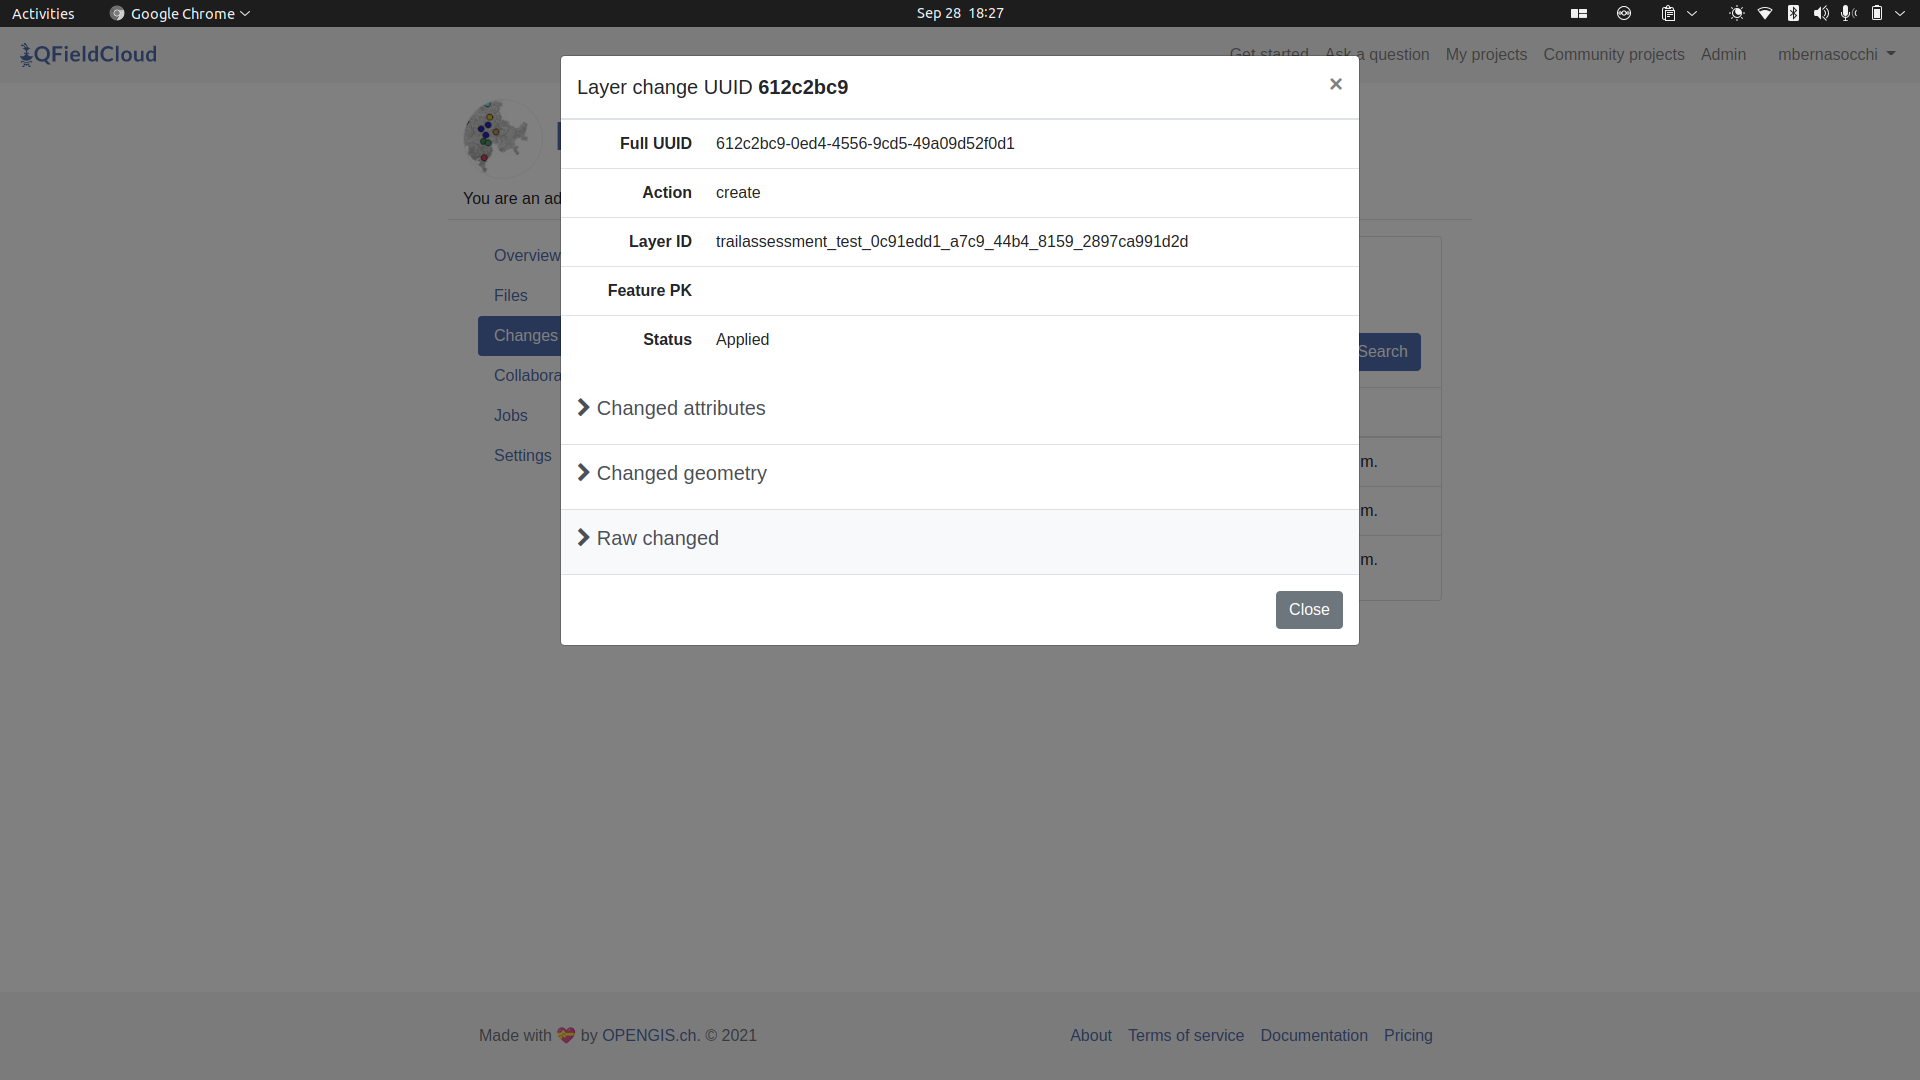 Activities Google Chrome Sep 28 18:27
QFieldCloud Get started Ask a question My projects Community projects Admin mbernasocchi
Layer change UUID 612c2bc9 ×
Full UUID 612c2bc9-0ed4-4556-9cd5-49a09d52f0d1
Action create
You are an ad
Layer ID trailassessment_test_0c91edd1_a7c9_44b4_8159_2897ca991d2d
Overview
Feature PK
Files
Changes
Status Applied
Search
Collabora
Changed attributes
Jobs
Settings
m.
Changed geometry
m.
Raw changed
m.
Close
Made with 💝 by OPENGIS.ch. © 2021 About Terms of service Documentation Pricing